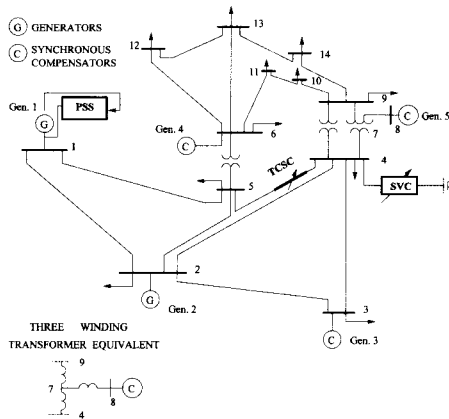 G GENERATORS
C SYNCHRONOUS COMPENSATORS
Gen. 1
G
PSS
1
12
13
14
11
10
9
Gen. 4
C
6
7
8
C
Gen. 5
5
4
TCSC
SVC
2
G
Gen. 2
3
C
Gen. 3
THREE WINDING
TRANSFORMER EQUIVALENT
9
7
8
C
4